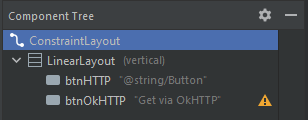 Component Tree
ConstraintLayout
LinearLayout (vertical)
btnHTTP "@string/Button"
btnOkHTTP "Get via OkHTTP"